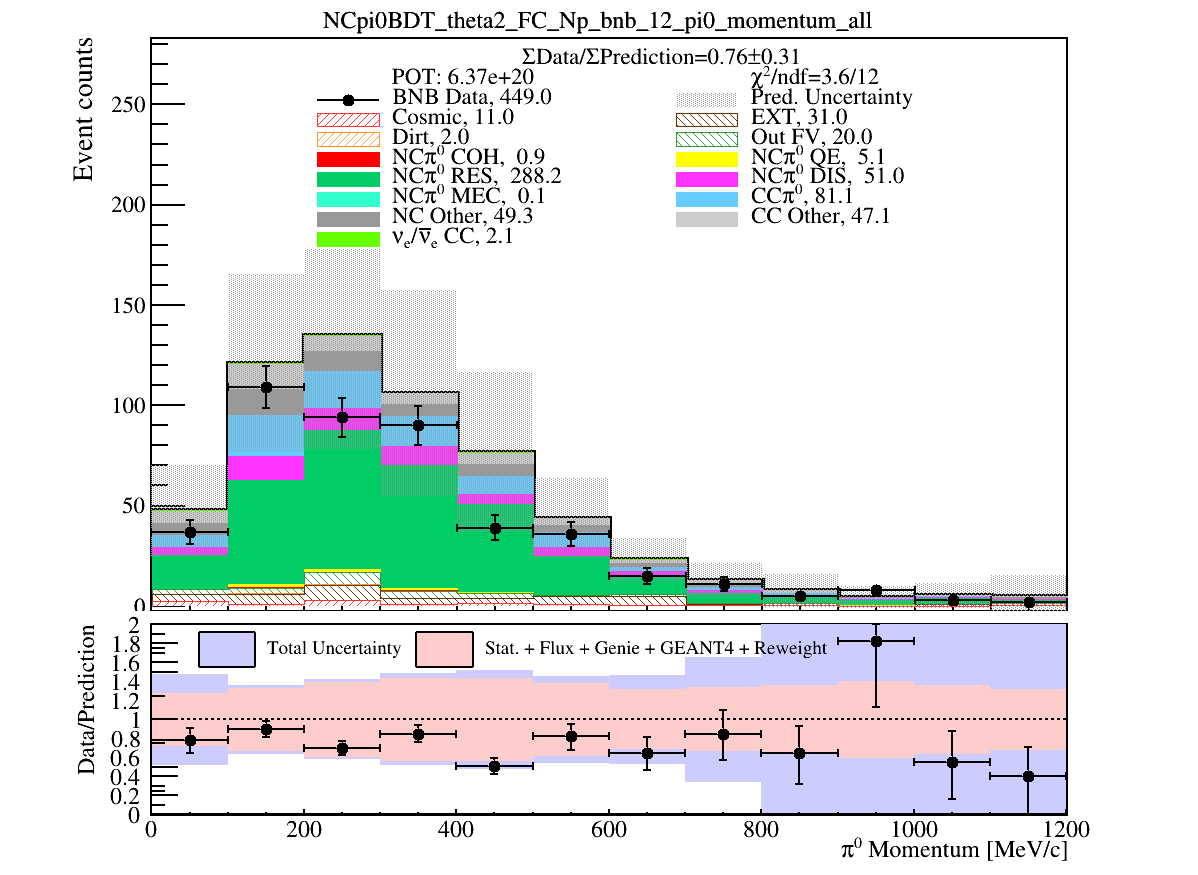 NCpi0BDT_theta2_FC_Np_bnb_12_pi0_momentum_all
ΣData/ΣPrediction=0.76±0.31
POT: 6.37e+20
χ²/ndf=3.6/12
BNB Data, 449.0
Pred. Uncertainty
Cosmic, 11.0
EXT, 31.0
Dirt, 2.0
Out FV, 20.0
NCπ⁰ COH, 0.9
NCπ⁰ QE, 5.1
NCπ⁰ RES, 288.2
NCπ⁰ DIS, 51.0
NCπ⁰ MEC, 0.1
CCπ⁰, 81.1
NC Other, 49.3
CC Other, 47.1
νₑ/ν̅ₑ CC, 2.1
Event counts
250
200
150
100
50
0
Total Uncertainty
Stat. + Flux + Genie + GEANT4 + Reweight
Data/Prediction
2
1.8
1.6
1.4
1.2
1
0.8
0.6
0.4
0.2
0
0 200 400 600 800 1000 1200
π⁰ Momentum [MeV/c]